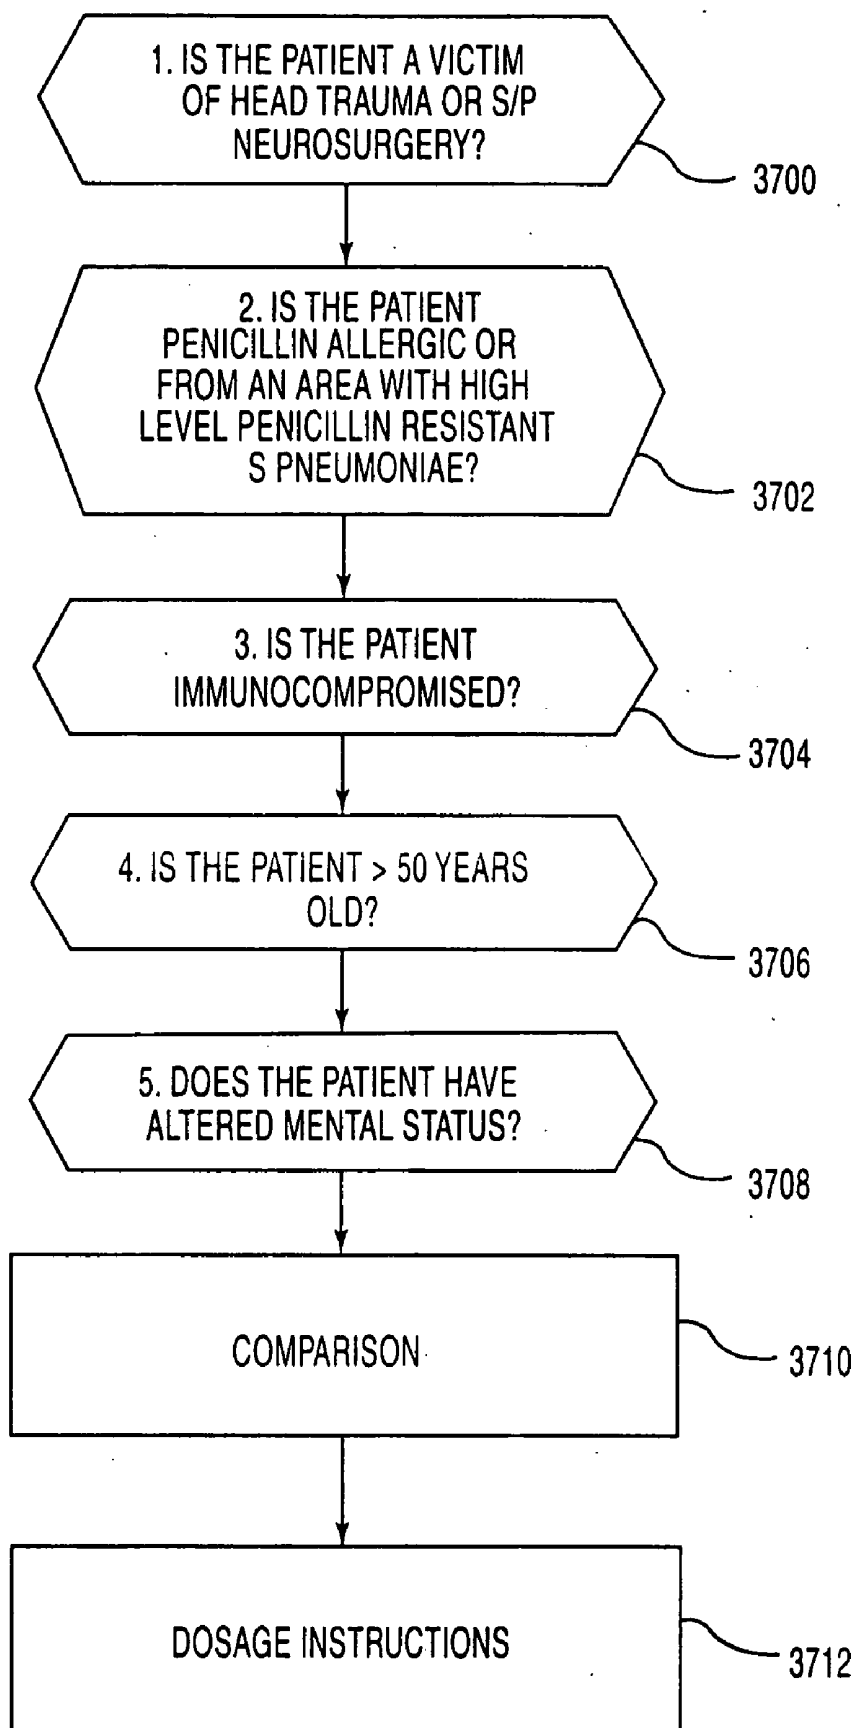 1. IS THE PATIENT A VICTIM
OF HEAD TRAUMA OR S/P
NEUROSURGERY?
3700
2. IS THE PATIENT
PENICILLIN ALLERGIC OR
FROM AN AREA WITH HIGH
LEVEL PENICILLIN RESISTANT
S PNEUMONIAE?
3702
3. IS THE PATIENT
IMMUNOCOMPROMISED?
3704
4. IS THE PATIENT > 50 YEARS
OLD?
3706
5. DOES THE PATIENT HAVE
ALTERED MENTAL STATUS?
3708
COMPARISON
3710
DOSAGE INSTRUCTIONS
3712